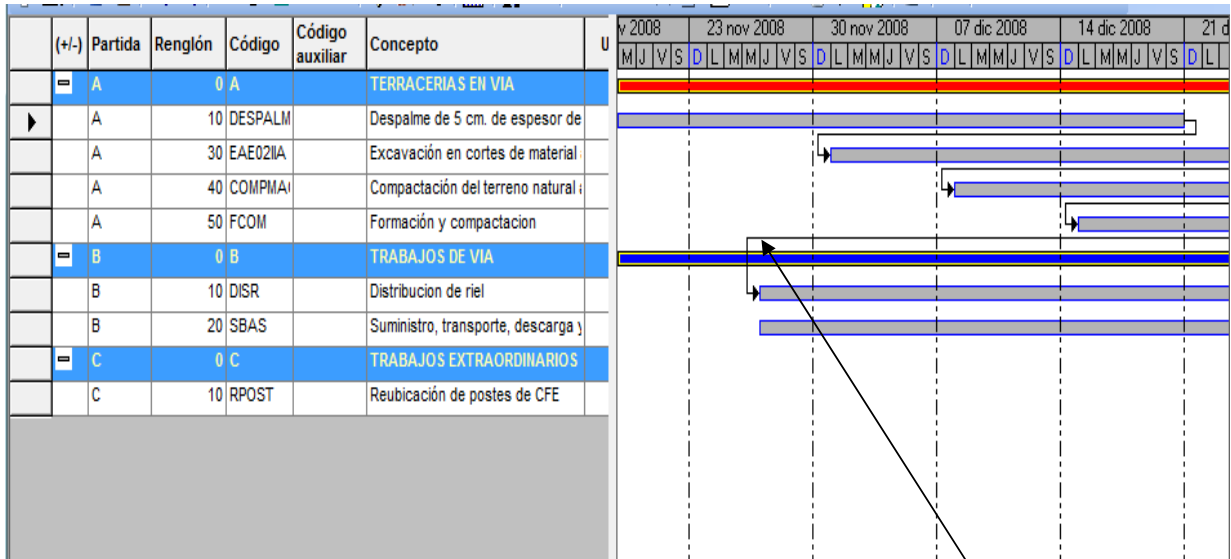 (+/-) Partida Renglón Código Código auxiliar Concepto U
v 2008 23 nov 2008 30 nov 2008 07 dic 2008 14 dic 2008 21 d
M J V S D L M M J V S D L M M J V S D L M M J V S D L M M J V S D L
A 0 A TERRACERIAS EN VIA
A 10 DESPALM Despalme de 5 cm. de espesor de
A 30 EAE02IIA Excavación en cortes de material
A 40 COMPMA Compactación del terreno natural
A 50 FCOM Formación y compactacion
B 0 B TRABAJOS DE VIA
B 10 DISR Distribucion de riel
B 20 SBAS Suministro, transporte, descarga y
C 0 C TRABAJOS EXTRAORDINARIOS
C 10 RPOST Reubicación de postes de CFE